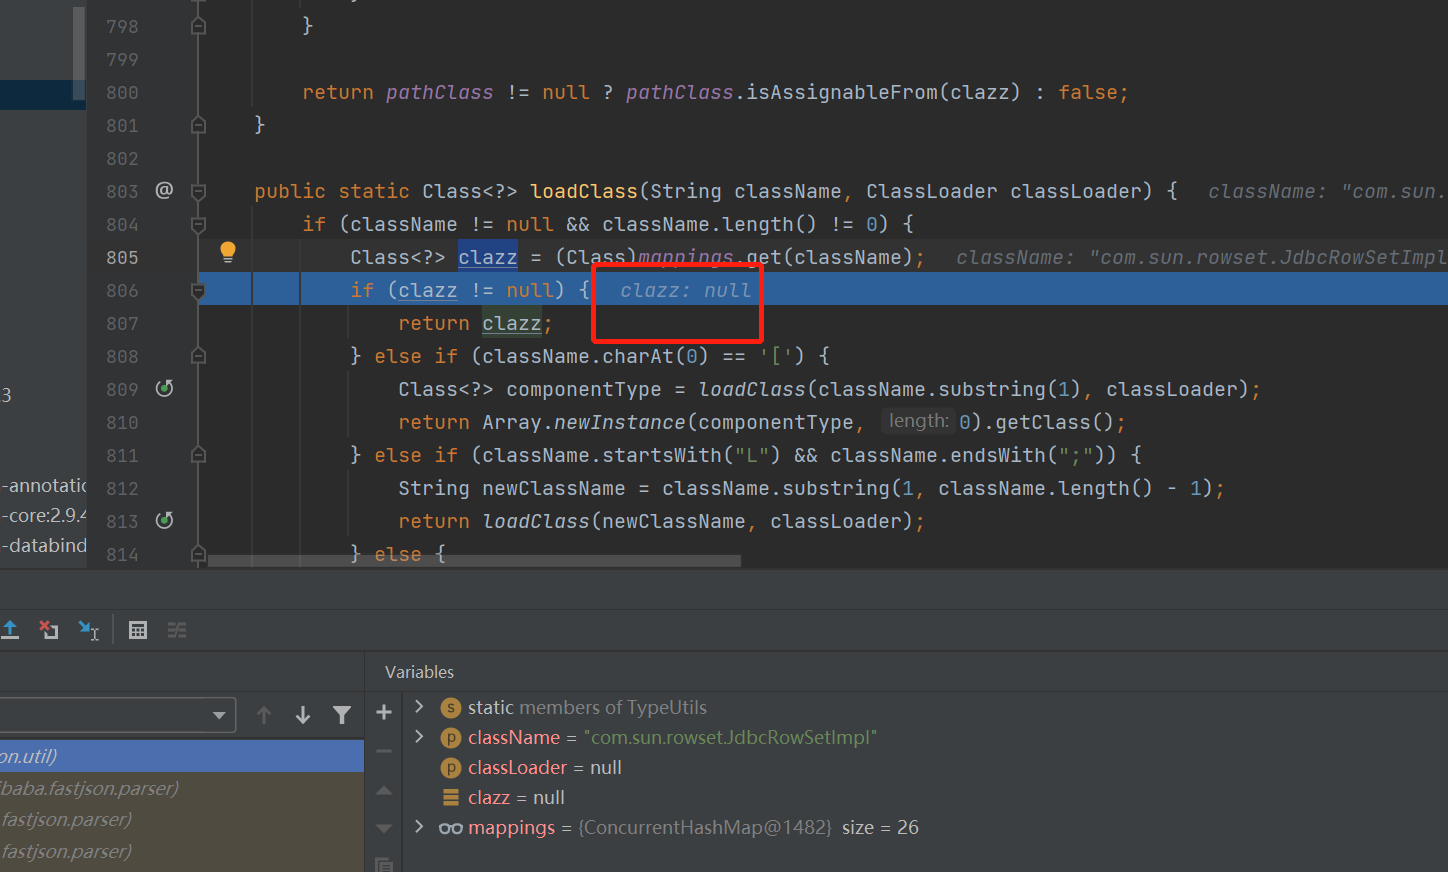 798 }
799
800 return pathClass != null ? pathClass.isAssignableFrom(clazz) : false;
801 }
802
803 @ public static Class<?> loadClass(String className, ClassLoader classLoader) { className: "com.sun.
804 if (className != null && className.length() != 0) {
805 Class<?> clazz = (Class)mappings.get(className); className: "com.sun.rowset.JdbcRowSetImpl
806 if (clazz != null) { clazz: null
807 return clazz;
808 } else if (className.charAt(0) == '[') {
809 Class<?> componentType = loadClass(className.substring(1), classLoader);
810 return Array.newInstance(componentType, length: 0).getClass();
811 } else if (className.startsWith("L") && className.endsWith(";")) {
812 String newClassName = className.substring(1, className.length() - 1);
813 return loadClass(newClassName, classLoader);
814 } else {
.3
-annotatio
-core:2.9.4
-databind
Variables
static members of TypeUtils
className = "com.sun.rowset.JdbcRowSetImpl"
classLoader = null
clazz = null
mappings = {ConcurrentHashMap@1482} size = 26
on.util)
ibaba.fastjson.parser)
fastjson.parser)
fastjson.parser)